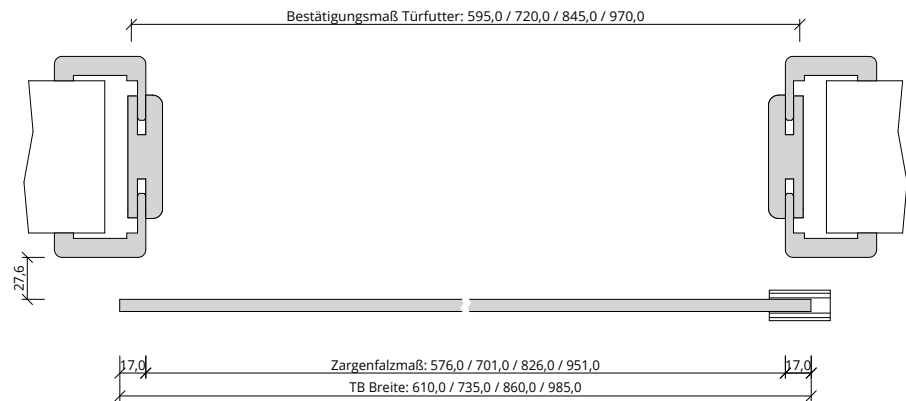 Bestätigungsmaß Türfutter: 595,0 / 720,0 / 845,0 / 970,0
27,6
17,0
Zargenfalzmaß: 576,0 / 701,0 / 826,0 / 951,0
17,0
TB Breite: 610,0 / 735,0 / 860,0 / 985,0